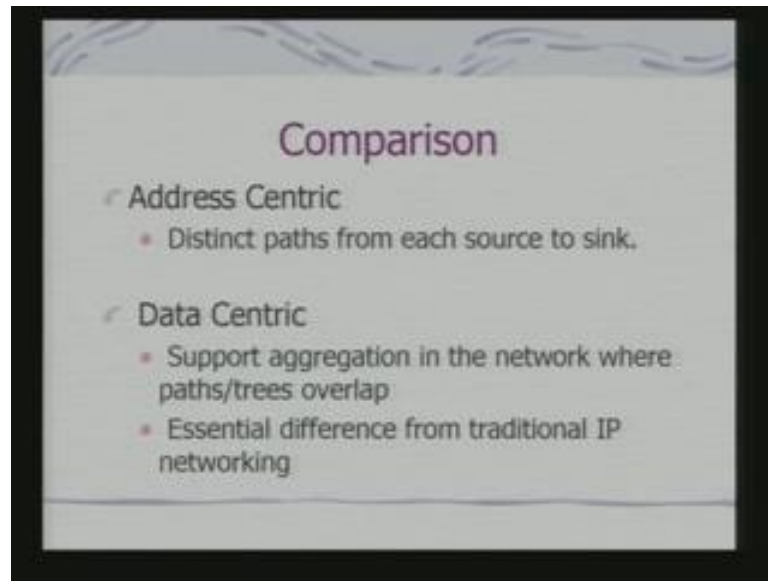 Comparison
Address Centric
Distinct paths from each source to sink.
Data Centric
Support aggregation in the network where
paths/trees overlap
Essential difference from traditional IP
networking